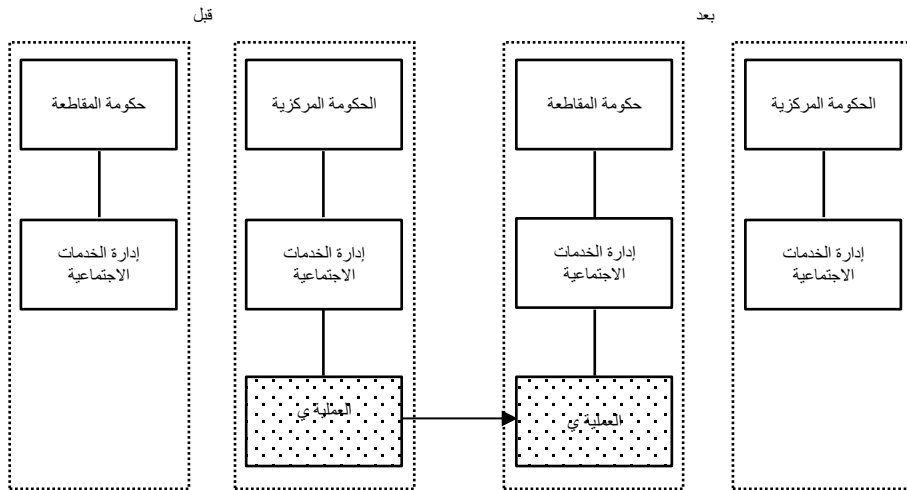 قبل
بعد
حكومة المقاطعة
الحكومة المركزية
حكومة المقاطعة
الحكومة المركزية
إدارة الخدمات
الاجتماعية
إدارة الخدمات
الاجتماعية
إدارة الخدمات
الاجتماعية
إدارة الخدمات
الاجتماعية
العملية ي
العملية ي